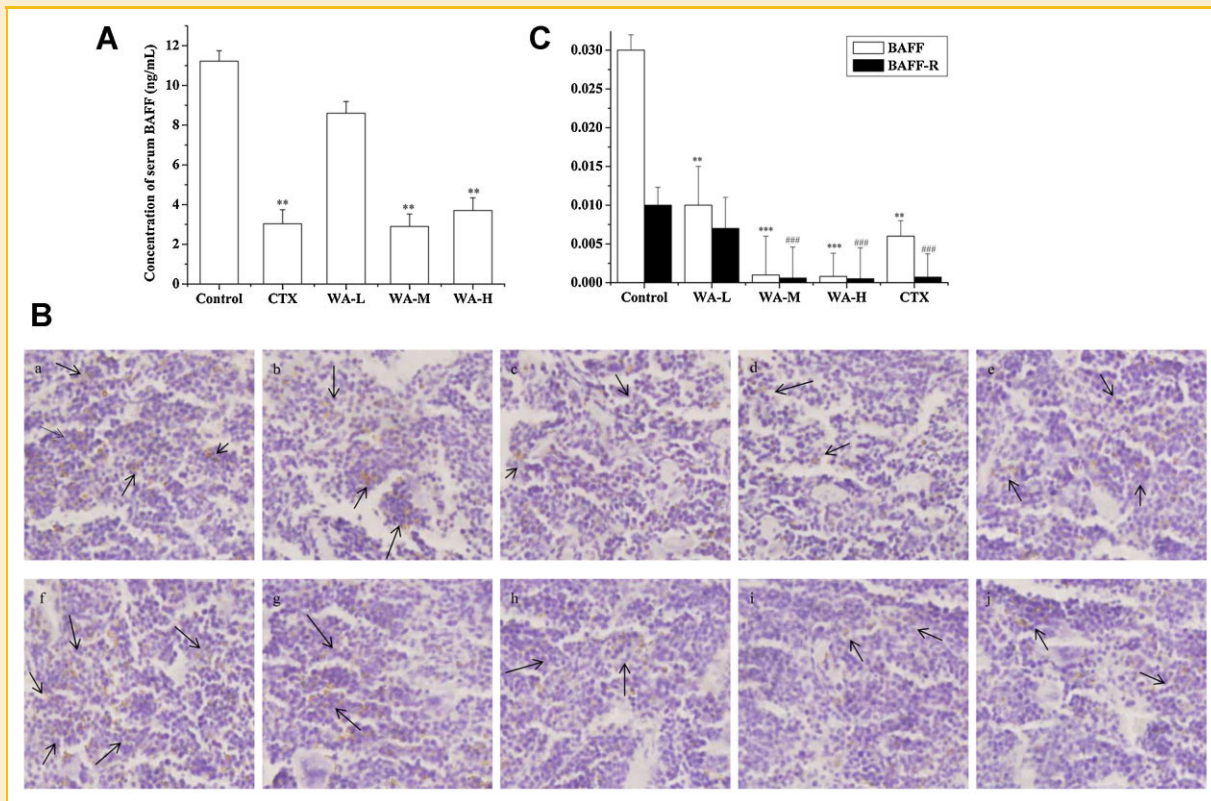 A
Concentration of serum BAFF (ng/mL)
12
10
8
6
4
2
0
**
**
**
Control CTX WA-L WA-M WA-H
C
BAFF
BAFF-R
0.030
0.025
0.020
0.015
0.010
0.005
0.000
**
***
###
***
###
**
###
Control WA-L WA-M WA-H CTX
B
a b c d e
f g h i j